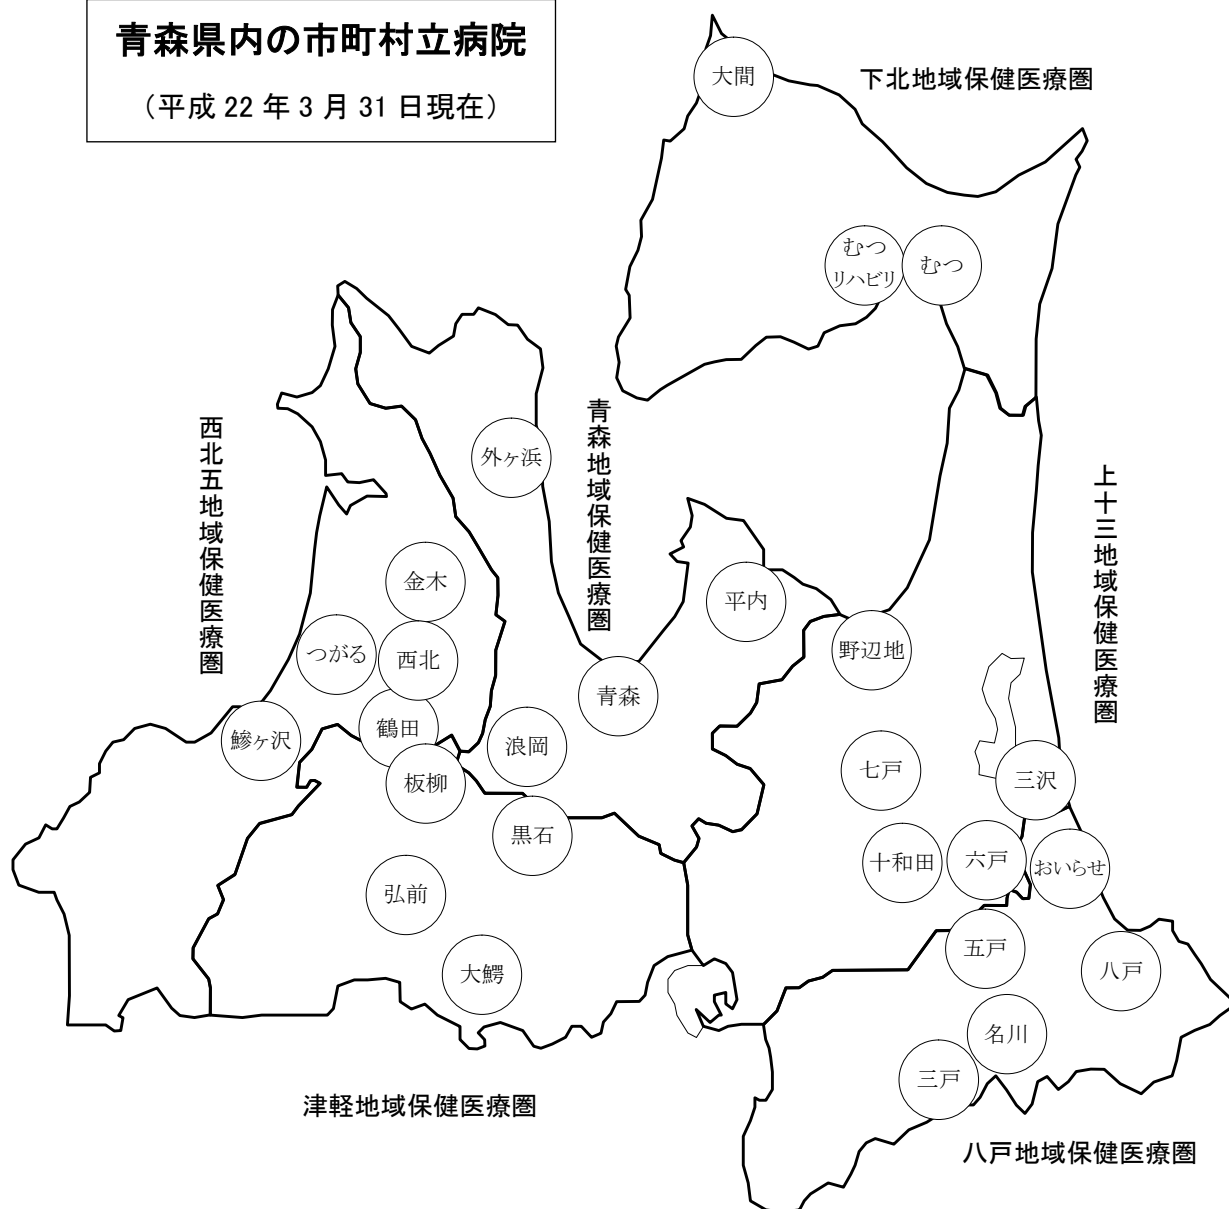 青森県内の市町村立病院
（平成 22 年 3 月 31 日現在）
下北地域保健医療圏
大間
むつ
リハビリ
むつ
西北五地域保健医療圏
青森地域保健医療圏
上十三地域保健医療圏
外ヶ浜
金木
つがる
西北
鶴田
鰺ヶ沢
板柳
浪岡
青森
平内
野辺地
七戸
三沢
黒石
十和田
六戸
おいらせ
弘前
大鰐
五戸
八戸
名川
三戸
津軽地域保健医療圏
八戸地域保健医療圏